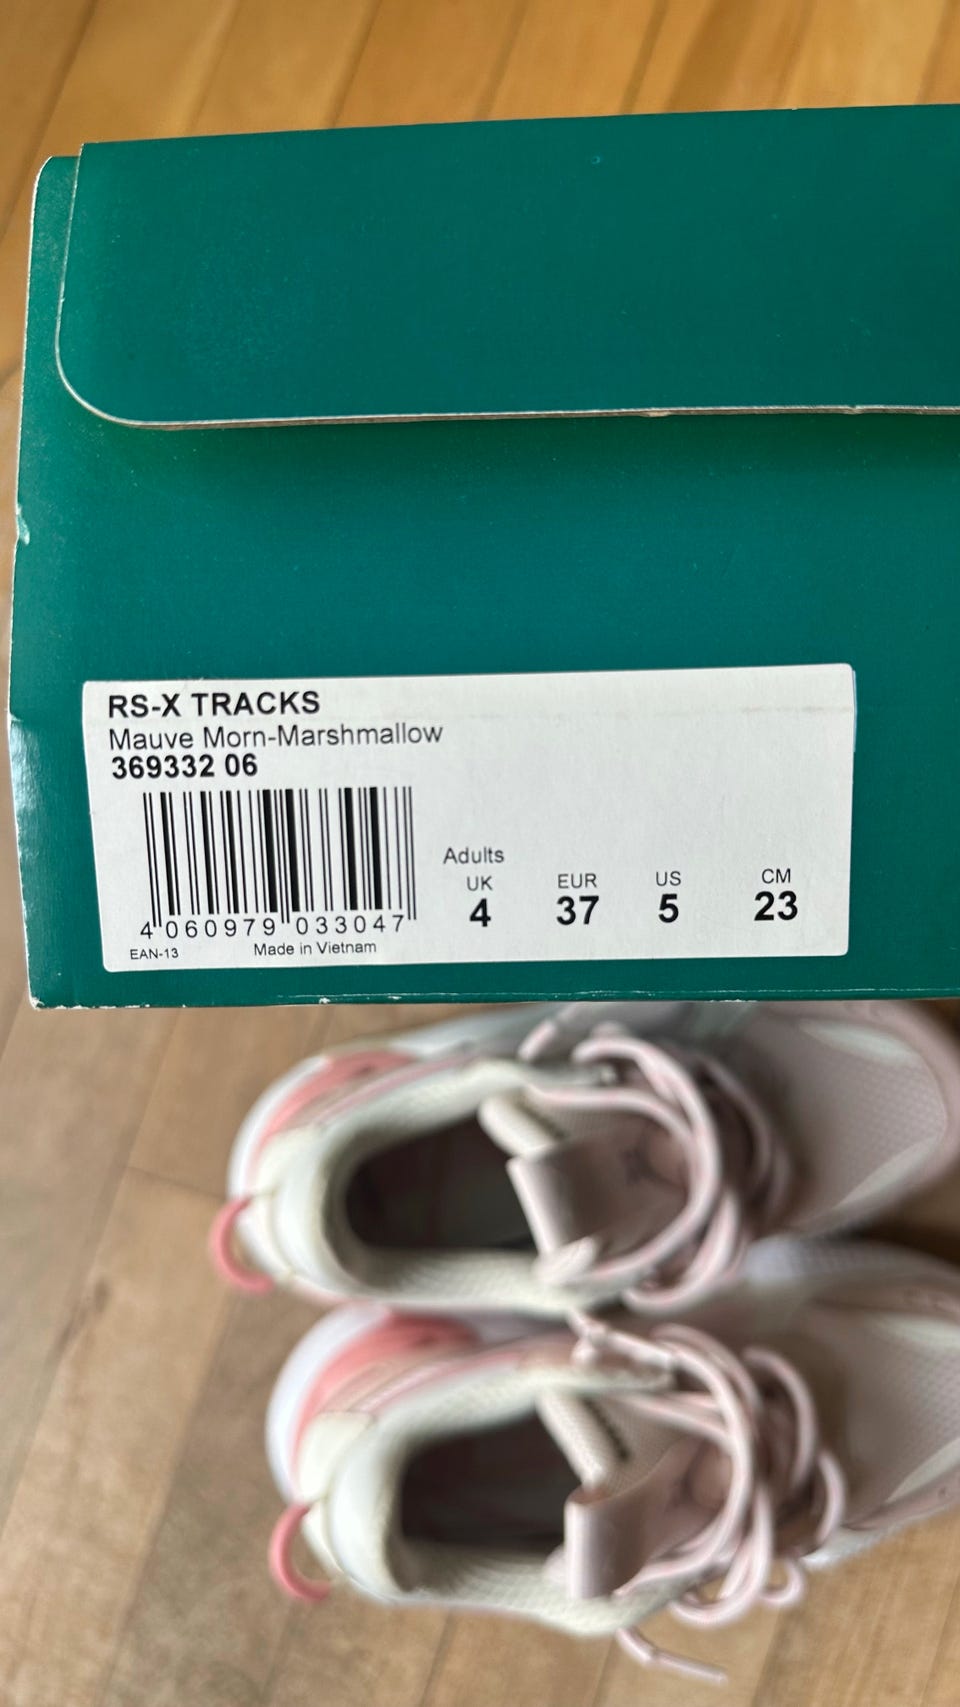 RS-X TRACKS
Mauve Morn-Marshmallow
369332 06
Adults
UK EUR US CM
4 37 5 23
4 060979 033047
EAN-13 Made in Vietnam